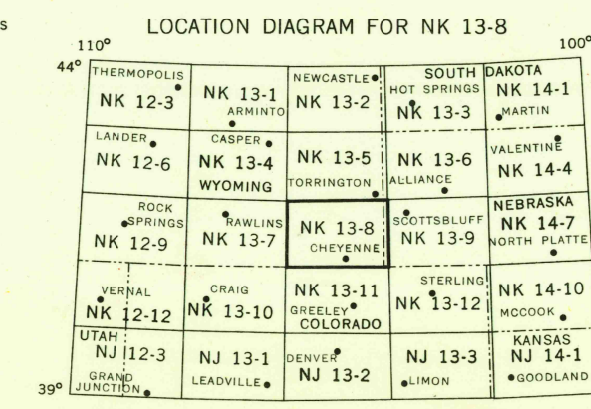 s
LOCATION DIAGRAM FOR NK 13-8
110°
100°
44°
THERMOPOLIS
NK 12-3
NK 13-1
ARMINTO
NEWCASTLE
NK 13-2
SOUTH DAKOTA
HOT SPRINGS
NK 13-3
NK 14-1
MARTIN
LANDER
NK 12-6
CASPER
NK 13-4
WYOMING
NK 13-5
TORRINGTON
NK 13-6
ALLIANCE
VALENTINE
NK 14-4
ROCK
SPRINGS
NK 12-9
RAWLINS
NK 13-7
NK 13-8
CHEYENNE
SCOTTSBLUFF
NK 13-9
NEBRASKA
NK 14-7
NORTH PLATTE
VERNAL
NK 12-12
CRAIG
NK 13-10
NK 13-11
GREELEY
COLORADO
STERLING
NK 13-12
NK 14-10
MCCOOK
UTAH
NJ 12-3
GRAND
JUNCTION
NJ 13-1
LEADVILLE
DENVER
NJ 13-2
NJ 13-3
LIMON
KANSAS
NJ 14-1
GOODLAND
39°